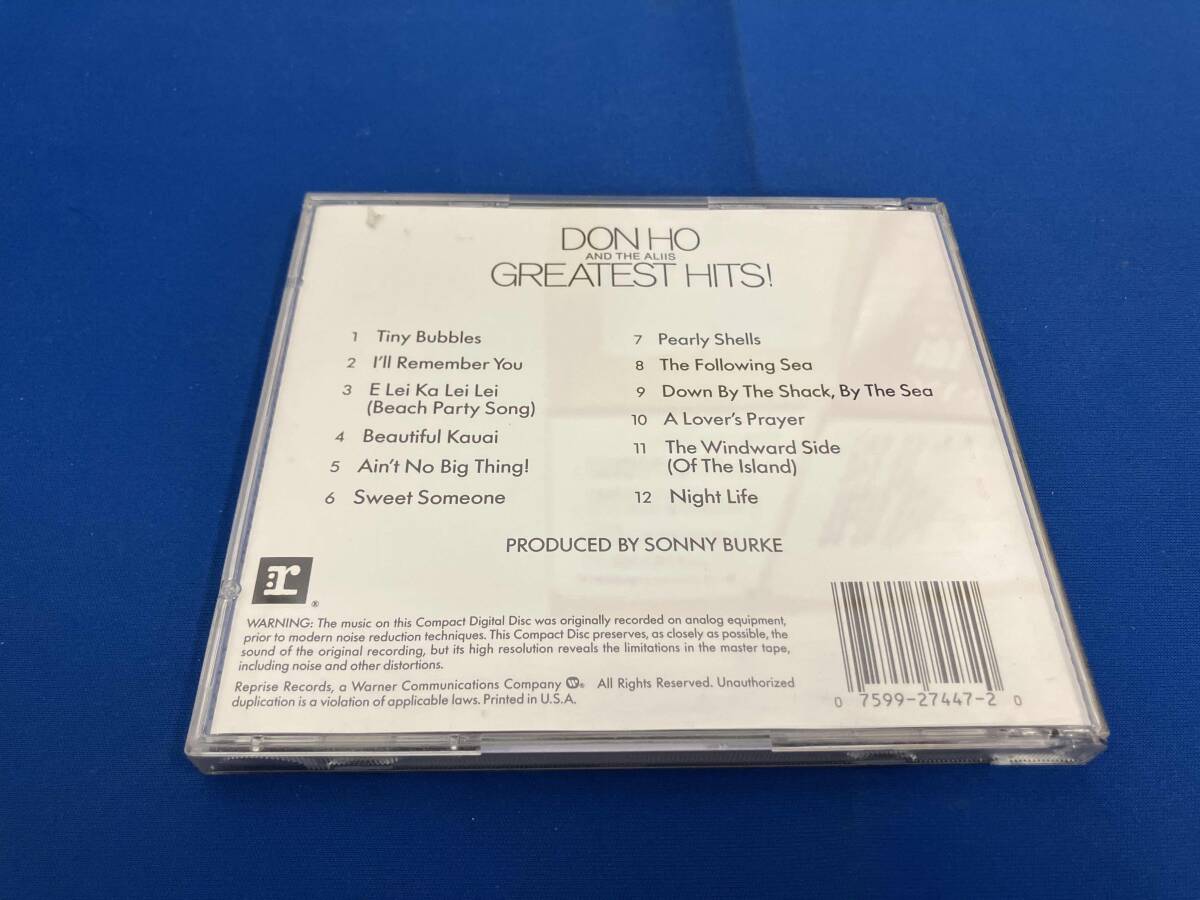 DON HO
AND THE ALIIS
GREATEST HITS!
1 Tiny Bubbles
2 I'll Remember You
3 E Lei Ka Lei Lei
(Beach Party Song)
4 Beautiful Kauai
5 Ain't No Big Thing!
6 Sweet Someone
7 Pearly Shells
8 The Following Sea
9 Down By The Shack, By The Sea
10 A Lover's Prayer
11 The Windward Side
(Of The Island)
12 Night Life
PRODUCED BY SONNY BURKE
:r
®
WARNING: The music on this Compact Digital Disc was originally recorded on analog equipment,
prior to modern noise reduction techniques. This Compact Disc preserves, as closely as possible, the
sound of the original recording, but its high resolution reveals the limitations in the master tape,
including noise and other distortions.
Reprise Records, a Warner Communications Company W® All Rights Reserved. Unauthorized
duplication is a violation of applicable laws. Printed in U.S.A.
0 7599-27447-2 0